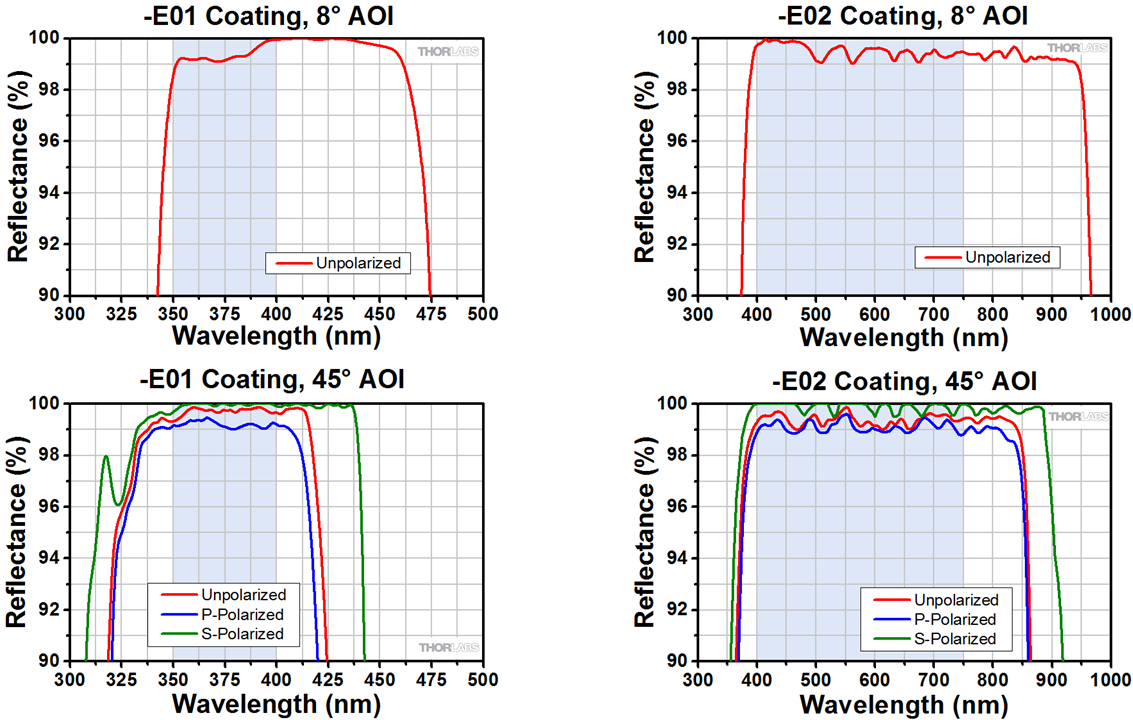 -E01 Coating, 8° AOI
Reflectance (%)
100
98
96
94
92
90
THORLABS
Unpolarized
300 325 350 375 400 425 450 475 500
Wavelength (nm)
-E02 Coating, 8° AOI
Reflectance (%)
100
98
96
94
92
90
THORLABS
Unpolarized
300 400 500 600 700 800 900 1000
Wavelength (nm)
-E01 Coating, 45° AOI
Reflectance (%)
100
98
96
94
92
90
Unpolarized
P-Polarized
S-Polarized
THORLABS
300 325 350 375 400 425 450 475 500
Wavelength (nm)
-E02 Coating, 45° AOI
Reflectance (%)
100
98
96
94
92
90
THORLABS
Unpolarized
P-Polarized
S-Polarized
300 400 500 600 700 800 900 1000
Wavelength (nm)